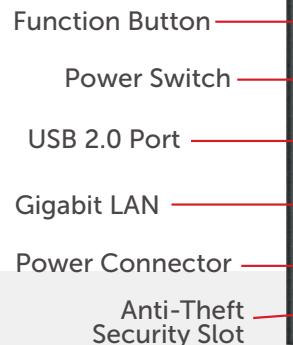 Function Button
Power Switch
USB 2.0 Port
Gigabit LAN
Power Connector
Anti-Theft
Security Slot